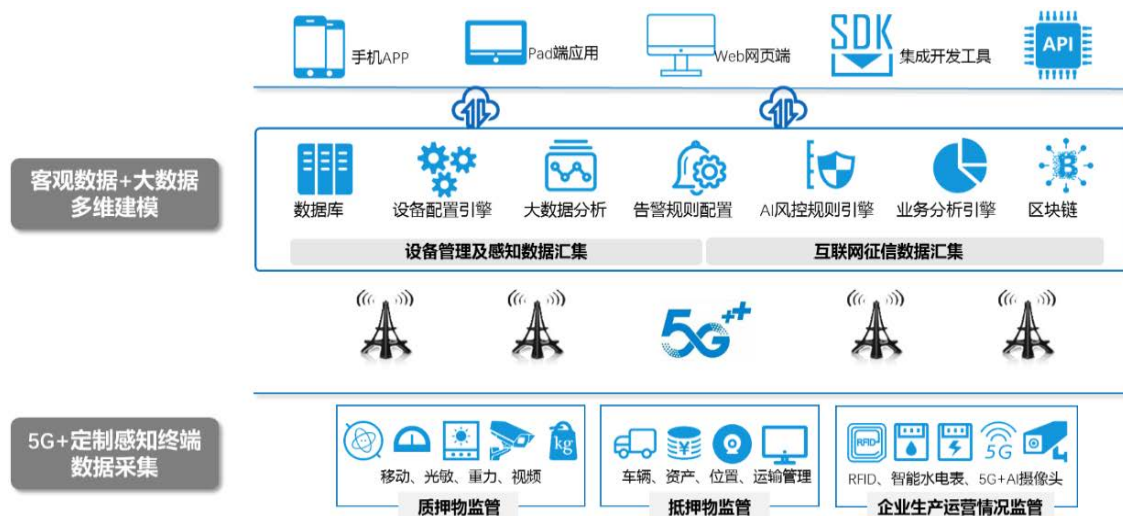 手机APP
Pad端应用
Web网页端
SDK
集成开发工具
API
客观数据+大数据
多维建模
数据库
设备配置引擎
大数据分析
告警规则配置
AI风控规则引擎
业务分析引擎
区块链
设备管理及感知数据汇集
互联网征信数据汇集
5G++
5G+定制感知终端
数据采集
kg
RFID
5G
移动、光敏、重力、视频
车辆、资产、位置、运输管理
RFID、智能水电表、5G+AI摄像头
质押物监管
抵押物监管
企业生产运营情况监管